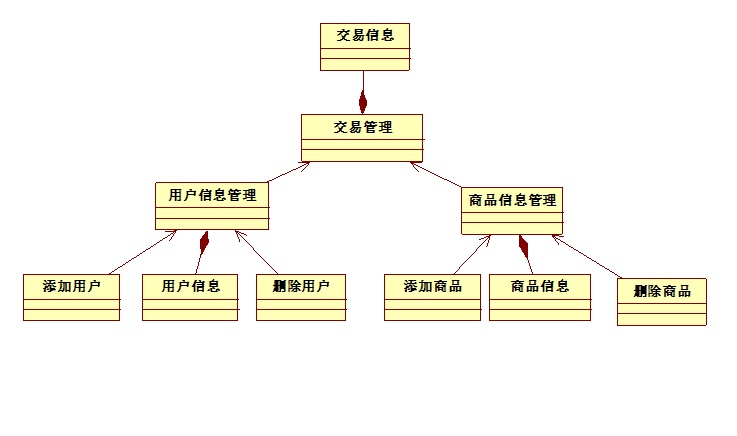 交易信息
交易管理
用户信息管理
商品信息管理
添加用户
用户信息
删除用户
添加商品
商品信息
删除商品